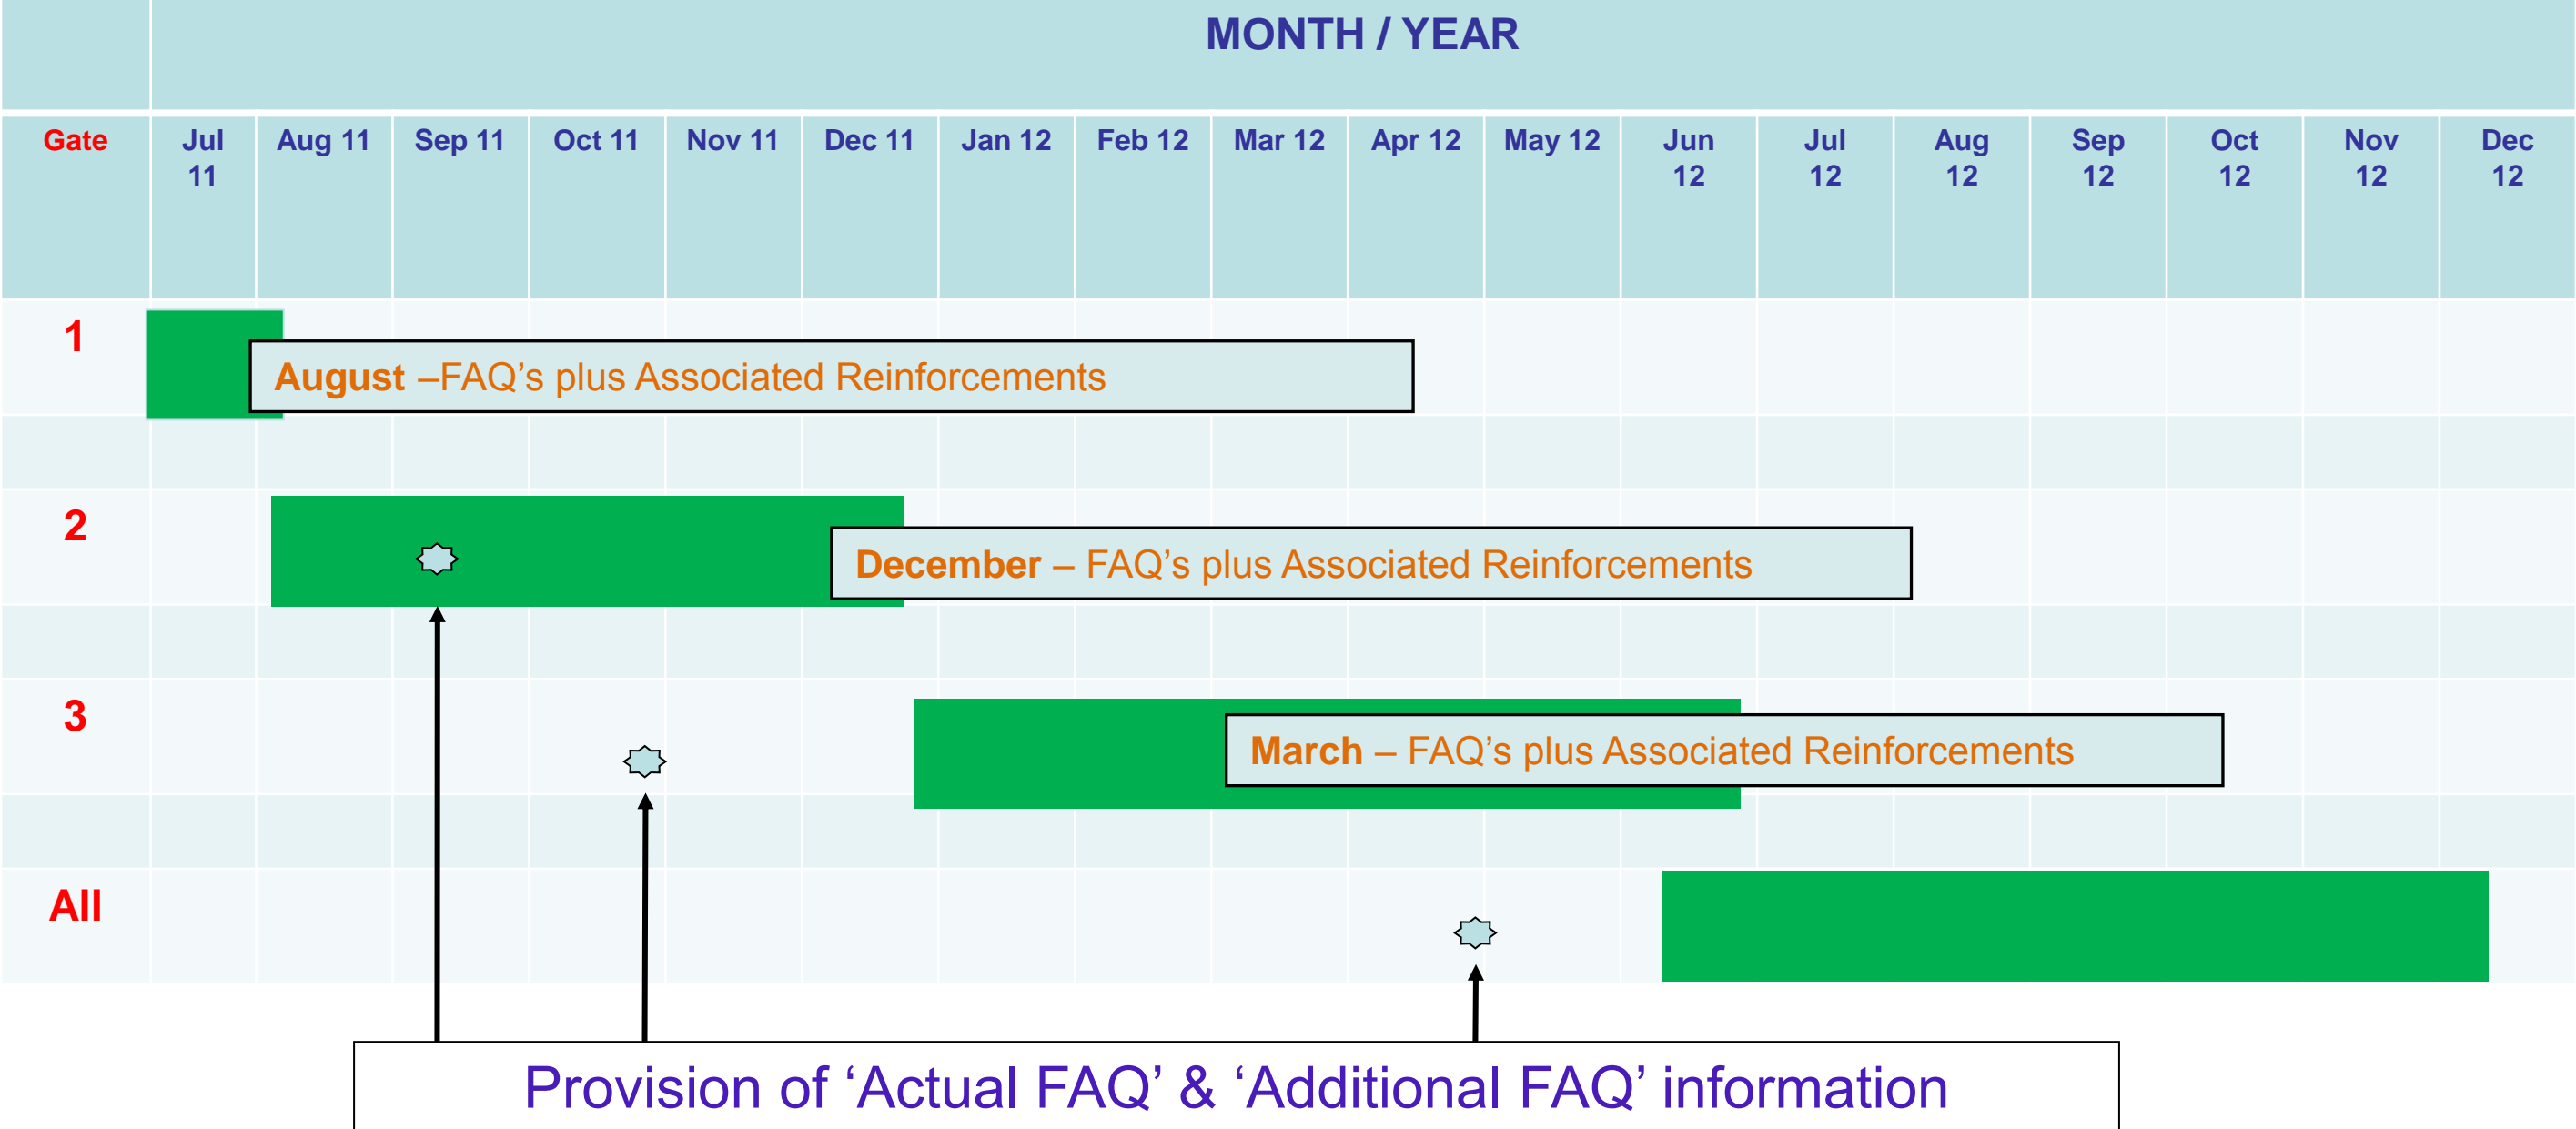 MONTH / YEAR
Gate Jul Aug 11 Sep 11 Oct 11 Nov 11 Dec 11 Jan 12 Feb 12 Mar 12 Apr 12 May 12 Jun Jul Aug Sep Oct Nov Dec
11 12 12 12 12 12 12 12
1
August –FAQ’s plus Associated Reinforcements
2
December – FAQ’s plus Associated Reinforcements
3
March – FAQ’s plus Associated Reinforcements
All
Provision of ‘Actual FAQ’ & ‘Additional FAQ’ information